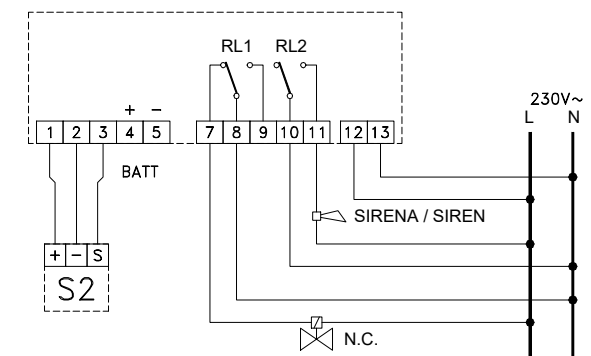 RL1 RL2
+ −
230V~
L N
1 2 3 4 5 7 8 9 10 11 12 13
BATT
SIRENA / SIREN
+ − S
S2
N.C.